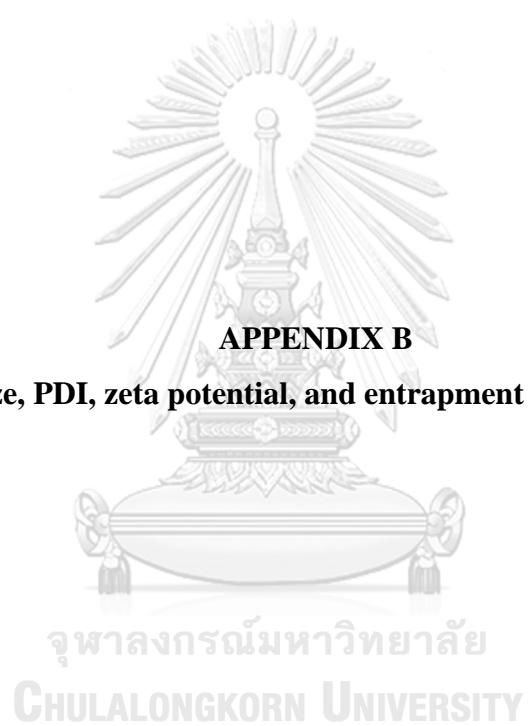 APPENDIX B
PDI, zeta potential, and entrapment
จุฬาลงกรณ์มหาวิทยาลัย
CHULALONGKORN UNIVERSITY